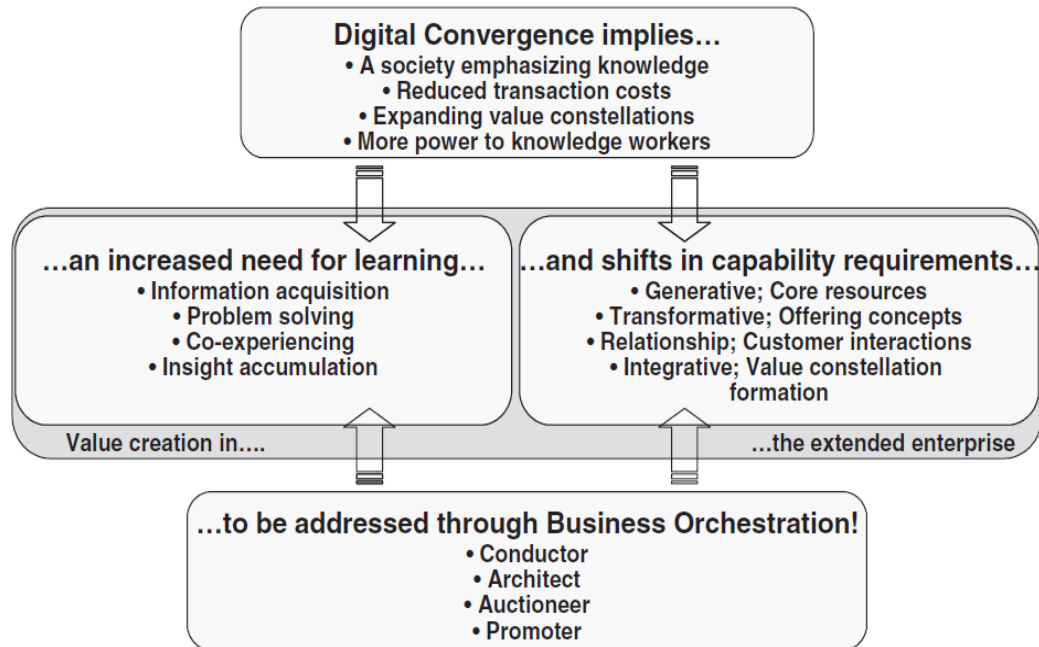 Digital Convergence implies…
• A society emphasizing knowledge
• Reduced transaction costs
• Expanding value constellations
• More power to knowledge workers
…an increased need for learning…
• Information acquisition
• Problem solving
• Co-experiencing
• Insight accumulation
…and shifts in capability requirements…
• Generative; Core resources
• Transformative; Offering concepts
• Relationship; Customer interactions
• Integrative; Value constellation
formation
Value creation in….
…the extended enterprise
…to be addressed through Business Orchestration!
• Conductor
• Architect
• Auctioneer
• Promoter